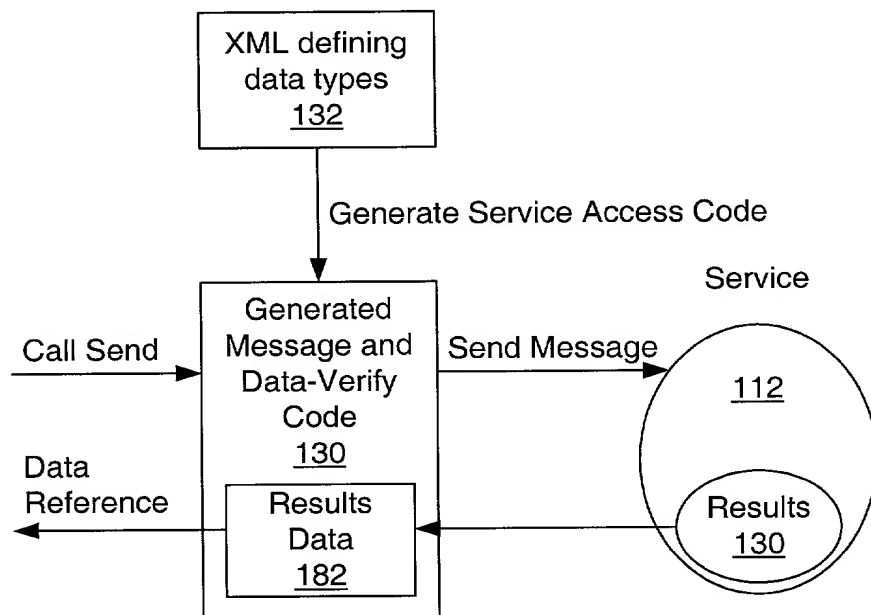 XML defining
data types
132
Generate Service Access Code
Service
Generated
Message and
Data-Verify
Code
130
Call Send
Send Message
112
Data
Reference
Results
Data
182
Results
130